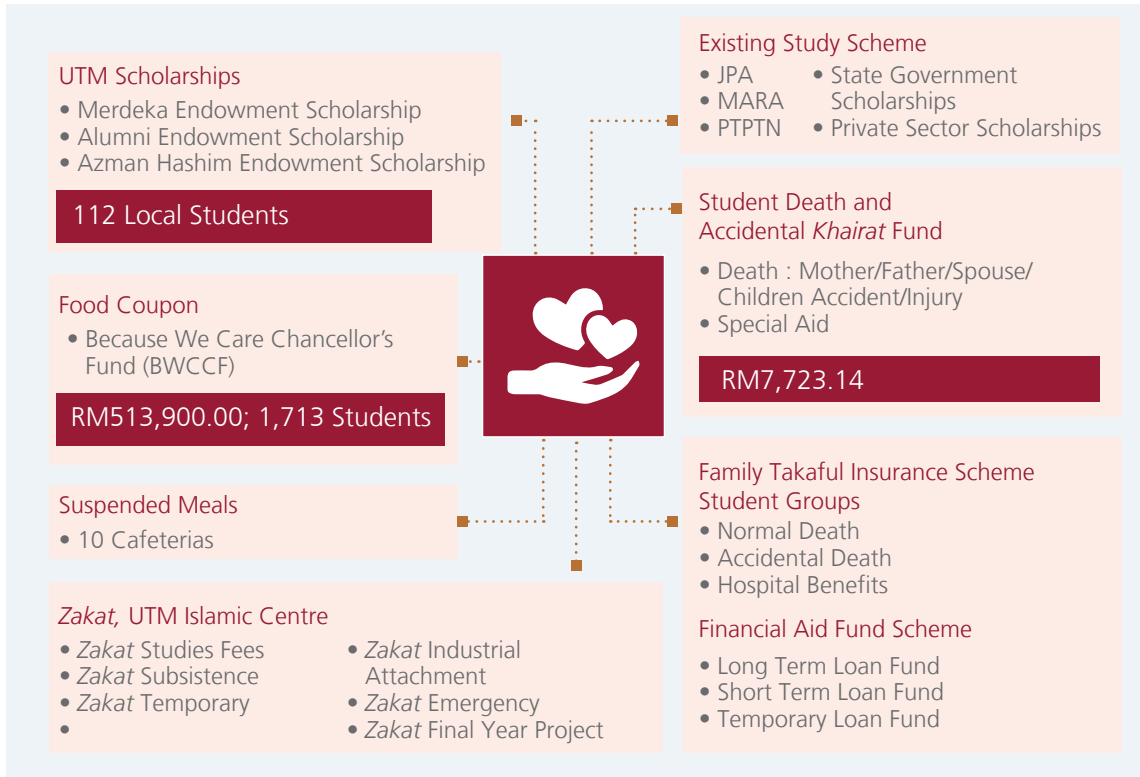 UTM Scholarships
• Merdeka Endowment Scholarship
• Alumni Endowment Scholarship
• Azman Hashim Endowment Scholarship
112 Local Students
Food Coupon
• Because We Care Chancellor’s
Fund (BWCCF)
RM513,900.00; 1,713 Students
Suspended Meals
• 10 Cafeterias
Zakat, UTM Islamic Centre
• Zakat Studies Fees
• Zakat Subsistence
• Zakat Temporary
•
• Zakat Industrial
Attachment
• Zakat Emergency
• Zakat Final Year Project
Existing Study Scheme
• JPA
• MARA
• PTPTN
• State Government
Scholarships
• Private Sector Scholarships
Student Death and
Accidental Khairat Fund
• Death : Mother/Father/Spouse/
Children Accident/Injury
• Special Aid
RM7,723.14
Family Takaful Insurance Scheme
Student Groups
• Normal Death
• Accidental Death
• Hospital Benefits
Financial Aid Fund Scheme
• Long Term Loan Fund
• Short Term Loan Fund
• Temporary Loan Fund